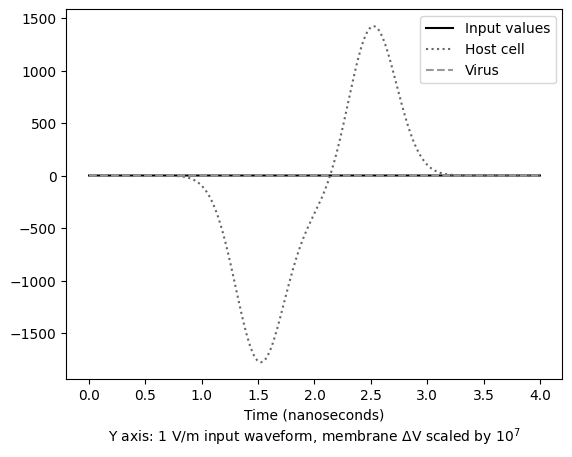 1500
1000
500
0
−500
−1000
−1500
Input values
Host cell
Virus
0.0 0.5 1.0 1.5 2.0 2.5 3.0 3.5 4.0
Time (nanoseconds)
Y axis: 1 V/m input waveform, membrane ΔV scaled by 10⁷